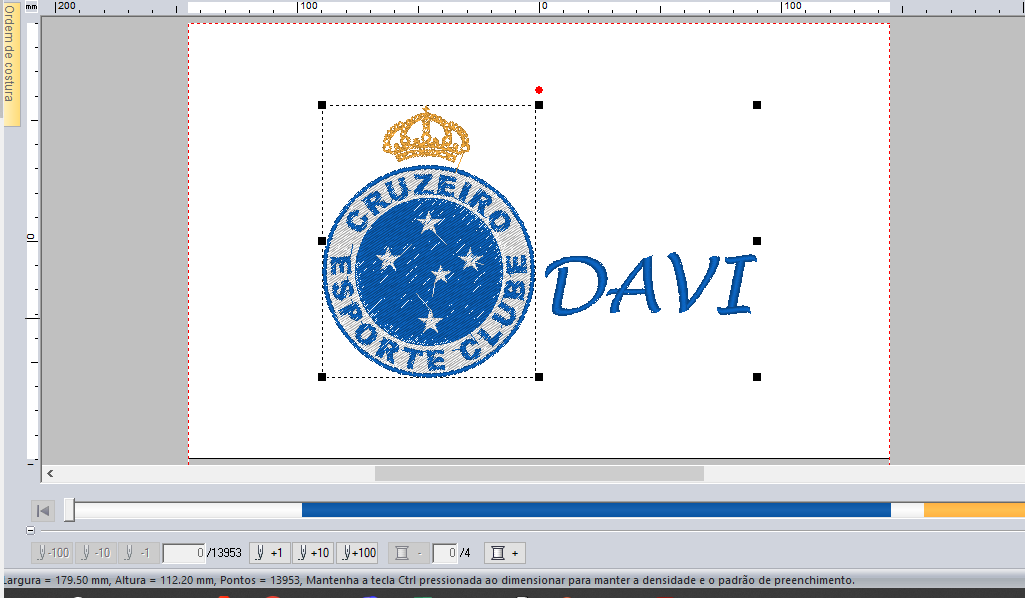 mm 200 100 0 100
Ordem de costura
0
CRUZEIRO
ESPORTE CLUBE
DAVI
-100 -10 -1 0 /13953 +1 +10 +100 - 0 /4 +
Largura = 179.50 mm, Altura = 112.20 mm, Pontos = 13953, Mantenha a tecla Ctrl pressionada ao dimensionar para manter a densidade e o padrão de preenchimento.